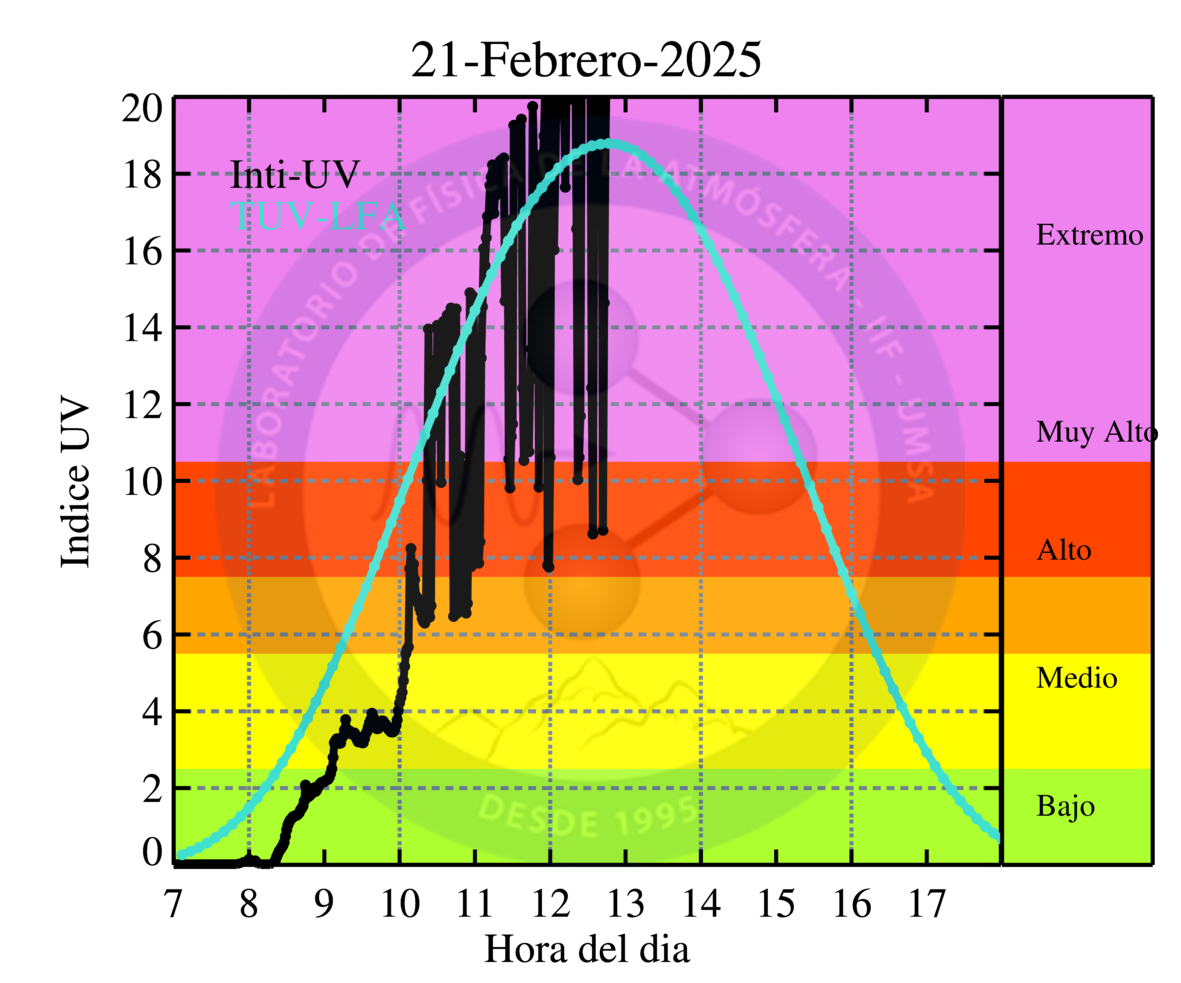 21-Febrero-2025
Indice UV
20
18
16
14
12
10
8
6
4
2
0
Inti-UV
TUV-LFA
LABORATORIO DE FÍSICA DE LA ATMÓSFERA - IIF - UMSA
DESDE 1995
Extremo
Muy Alto
Alto
Medio
Bajo
7 8 9 10 11 12 13 14 15 16 17
Hora del dia